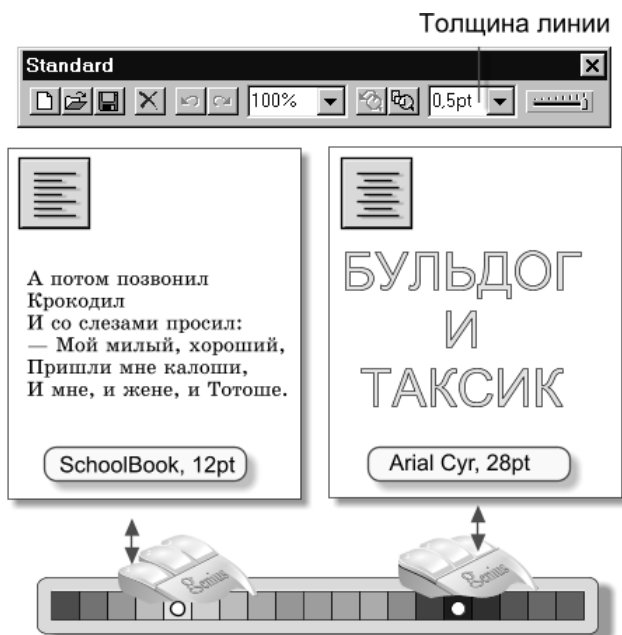 Толщина линии
Standard
100%
0,5pt
А потом позвонил
Крокодил
И со слезами просил:
— Мой милый, хороший,
Пришли мне калоши,
И мне, и жене, и Тотоше.
SchoolBook, 12pt
БУЛЬДОГ
И
ТАКСИК
Arial Cyr, 28pt
Genius
Genius